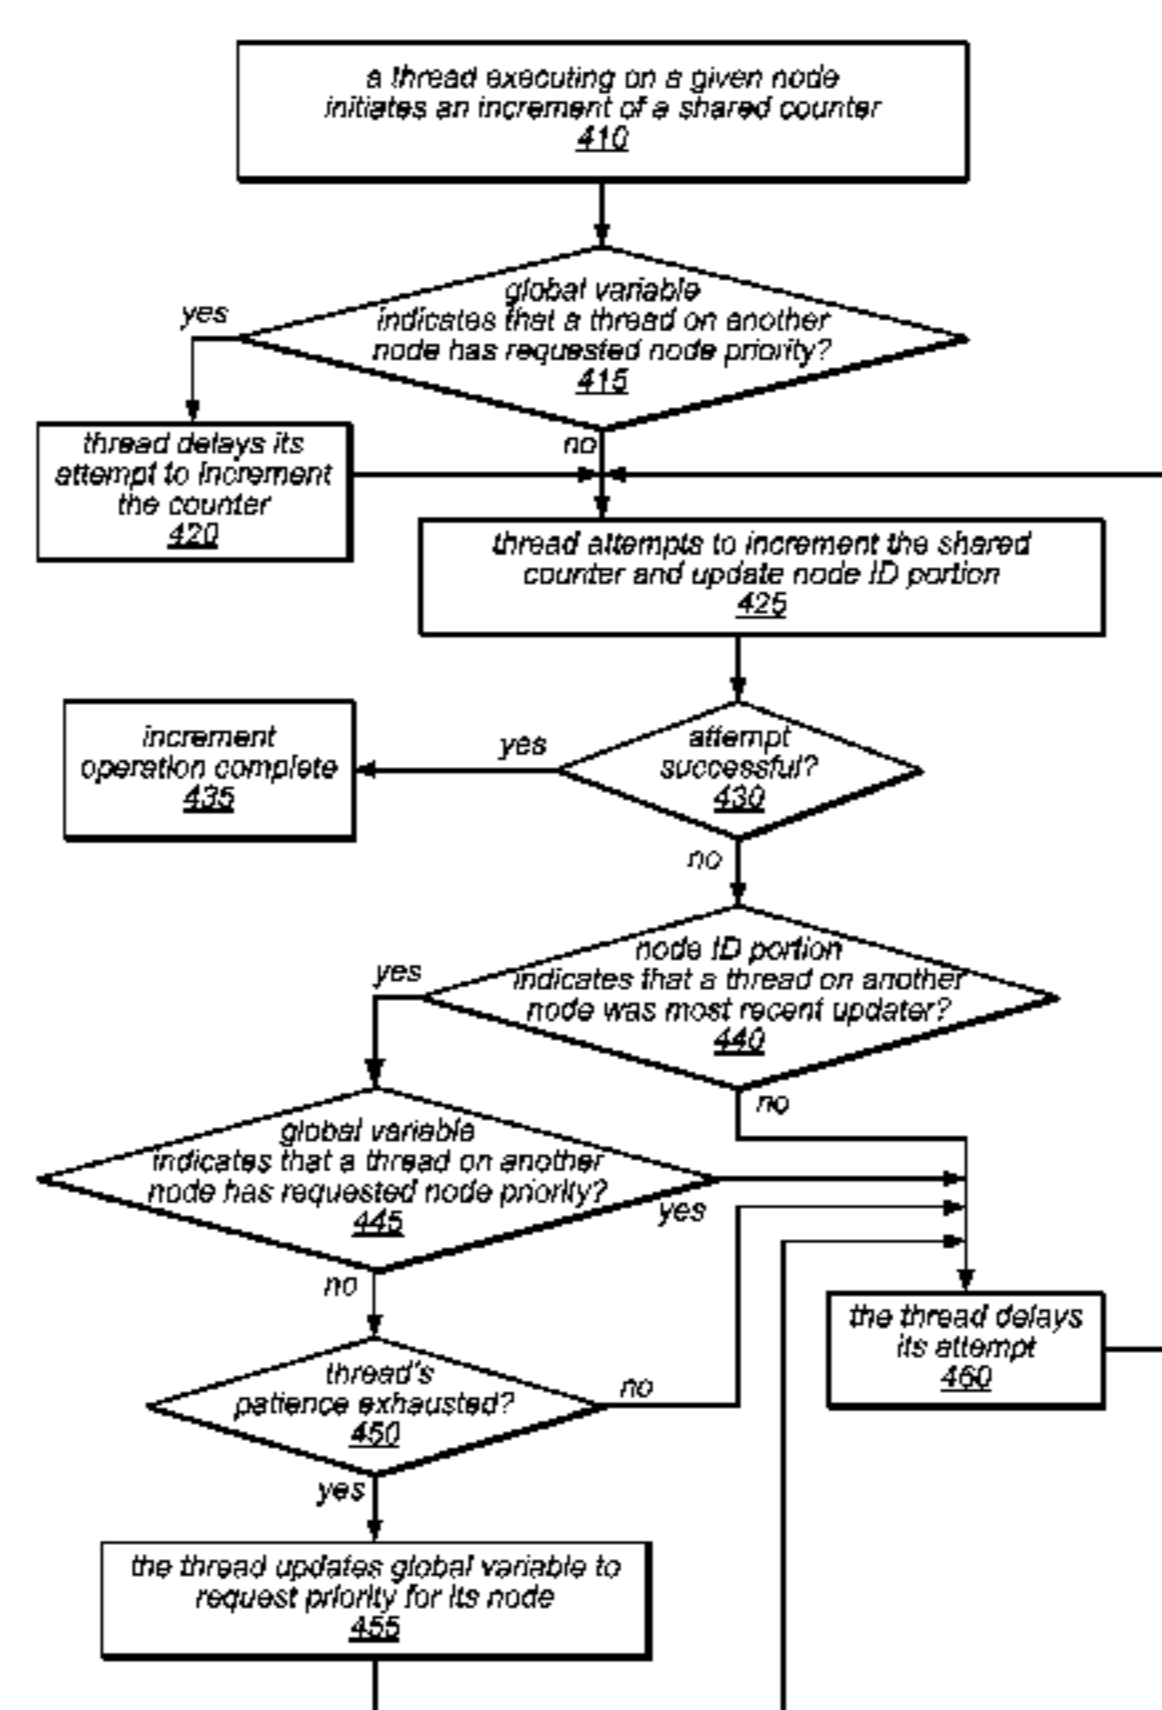 a thread executing on a given node
initiates an increment of a shared counter
410
global variable
indicates that a thread on another
node has requested node priority?
415
yes
no
thread delays its
attempt to increment
the counter
420
thread attempts to increment the shared
counter and update node ID portion
425
attempt
successful?
430
yes
no
increment
operation complete
435
node ID portion
indicates that a thread on another
node was most recent updater?
440
yes
no
global variable
indicates that a thread on another
node has requested node priority?
445
yes
no
the thread delays
its attempt
460
thread's
patience exhausted?
450
no
yes
the thread updates global variable to
request priority for its node
455